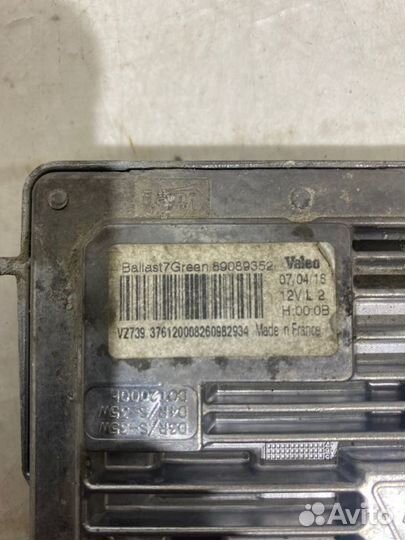 Ballast7Green 89089352 Valeo
07/04/16
12V L 2
H:00:0B
VZ739 376120008260982934 Made in France
D3R/S-35W
D4R/S-35W
Avito